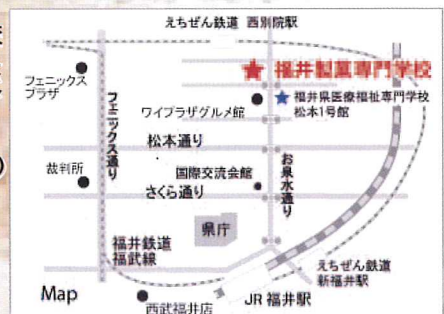 えちぜん鉄道 西別院駅
福井製菓専門学校
フェニックス
プラザ
福井県医療福祉専門学校
松本1号館
ワイプラザグルメ館
フェニックス通り
松本通り
裁判所
国際交流会館
お泉水通り
さくら通り
県庁
福井鉄道
福武線
えちぜん鉄道
新福井駅
Map
西武福井店
JR 福井駅